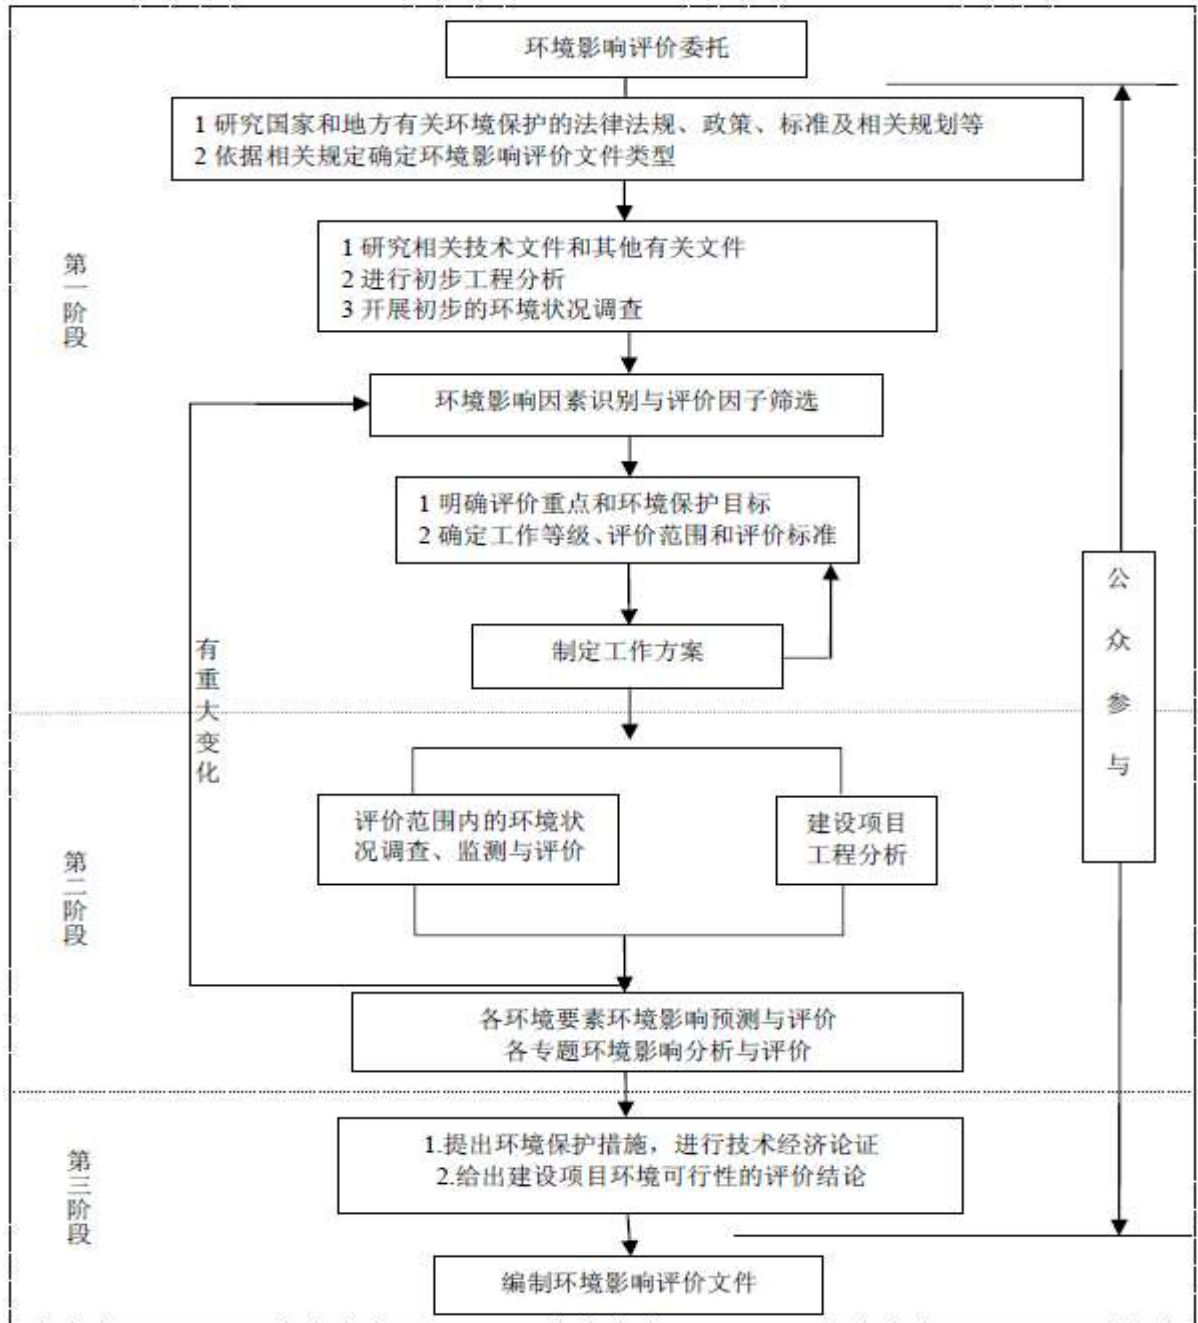 环境影响评价委托
1 研究国家和地方有关环境保护的法律法规、政策、标准及相关规划等
2 依据相关规定确定环境影响评价文件类型
第一阶段
1 研究相关技术文件和其他有关文件
2 进行初步工程分析
3 开展初步的环境状况调查
环境影响因素识别与评价因子筛选
1 明确评价重点和环境保护目标
2 确定工作等级、评价范围和评价标准
公众参与
制定工作方案
有重大变化
第二阶段
评价范围内的环境状
况调查、监测与评价
建设项目
工程分析
各环境要素环境影响预测与评价
各专题环境影响分析与评价
第三阶段
1.提出环境保护措施，进行技术经济论证
2.给出建设项目环境可行性的评价结论
编制环境影响评价文件